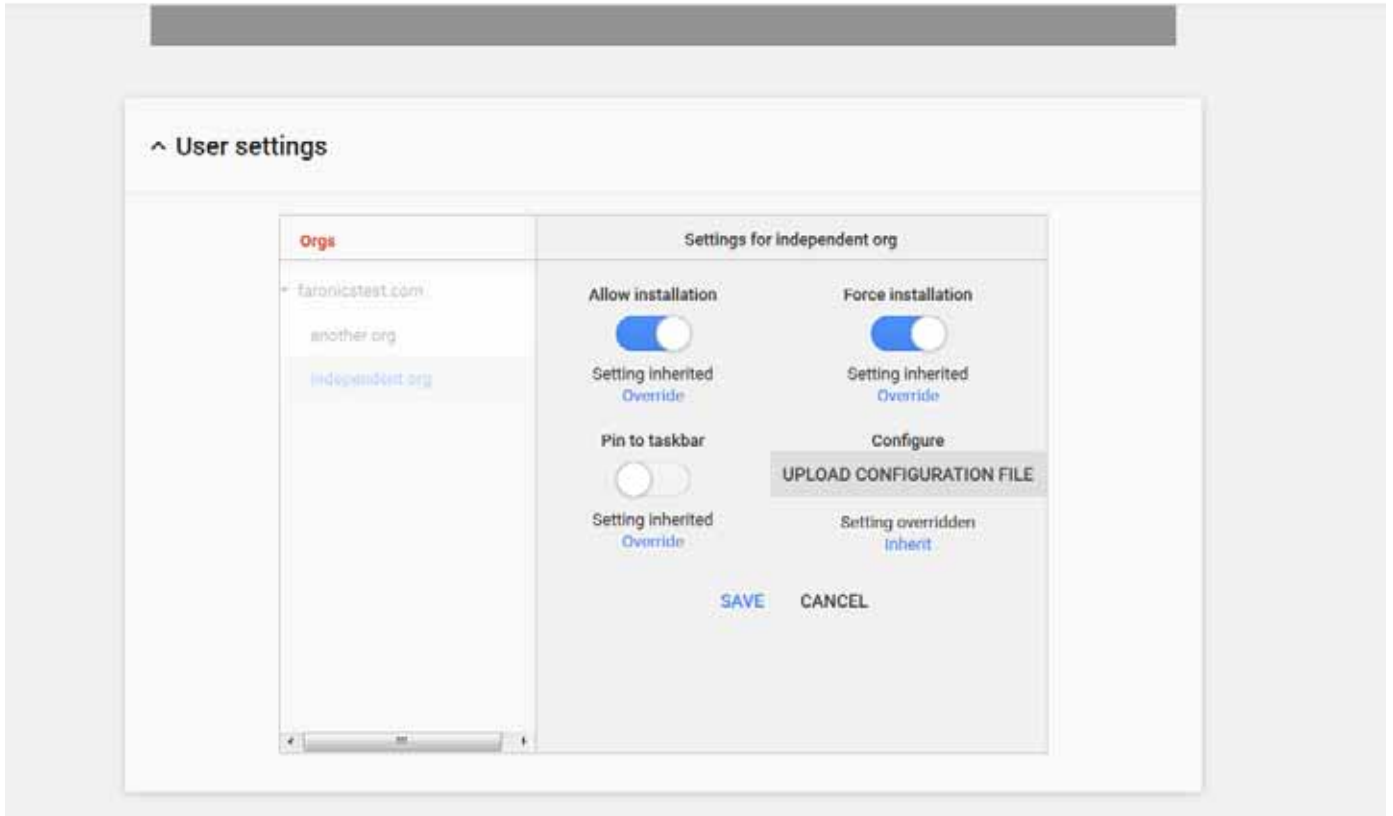 User settings
Orgs
faronicstest.com
another org
independent org
Settings for independent org
Allow installation
Setting inherited
Override
Force installation
Setting inherited
Override
Pin to taskbar
Setting inherited
Override
Configure
UPLOAD CONFIGURATION FILE
Setting overridden
Inherit
SAVE CANCEL